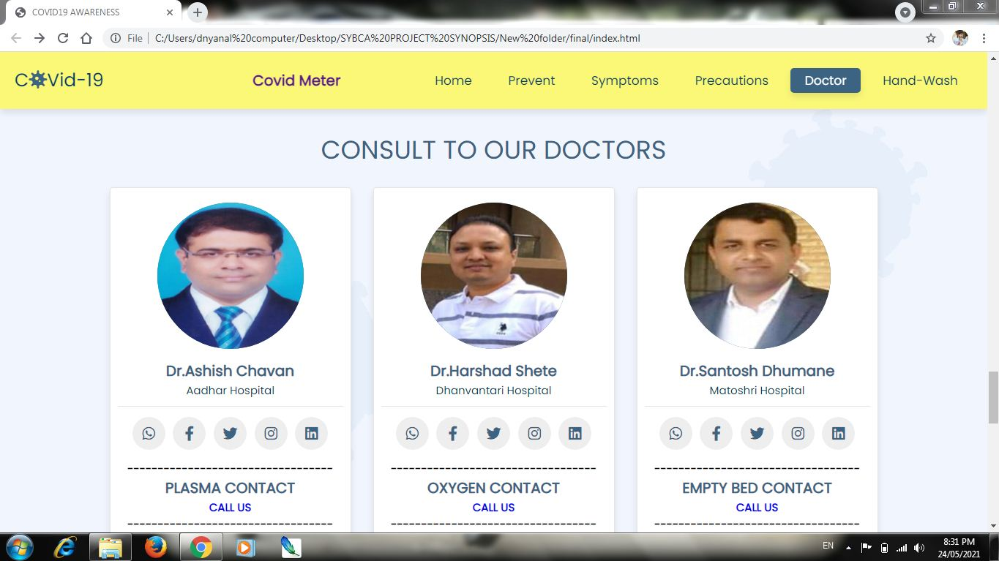 COVID19 AWARENESS
File
C:/Users/dnyanal%20computer/Desktop/SYBCA%20PROJECT%20SYNOPSIS/New%20folder/final/index.html
COVid-19
Covid Meter
Home
Prevent
Symptoms
Precautions
Doctor
Hand-Wash
CONSULT TO OUR DOCTORS
Dr.Ashish Chavan
Aadhar Hospital
PLASMA CONTACT
CALL US
Dr.Harshad Shete
Dhanvantari Hospital
OXYGEN CONTACT
CALL US
Dr.Santosh Dhumane
Matoshri Hospital
EMPTY BED CONTACT
CALL US
EN
8:31 PM
24/05/2021